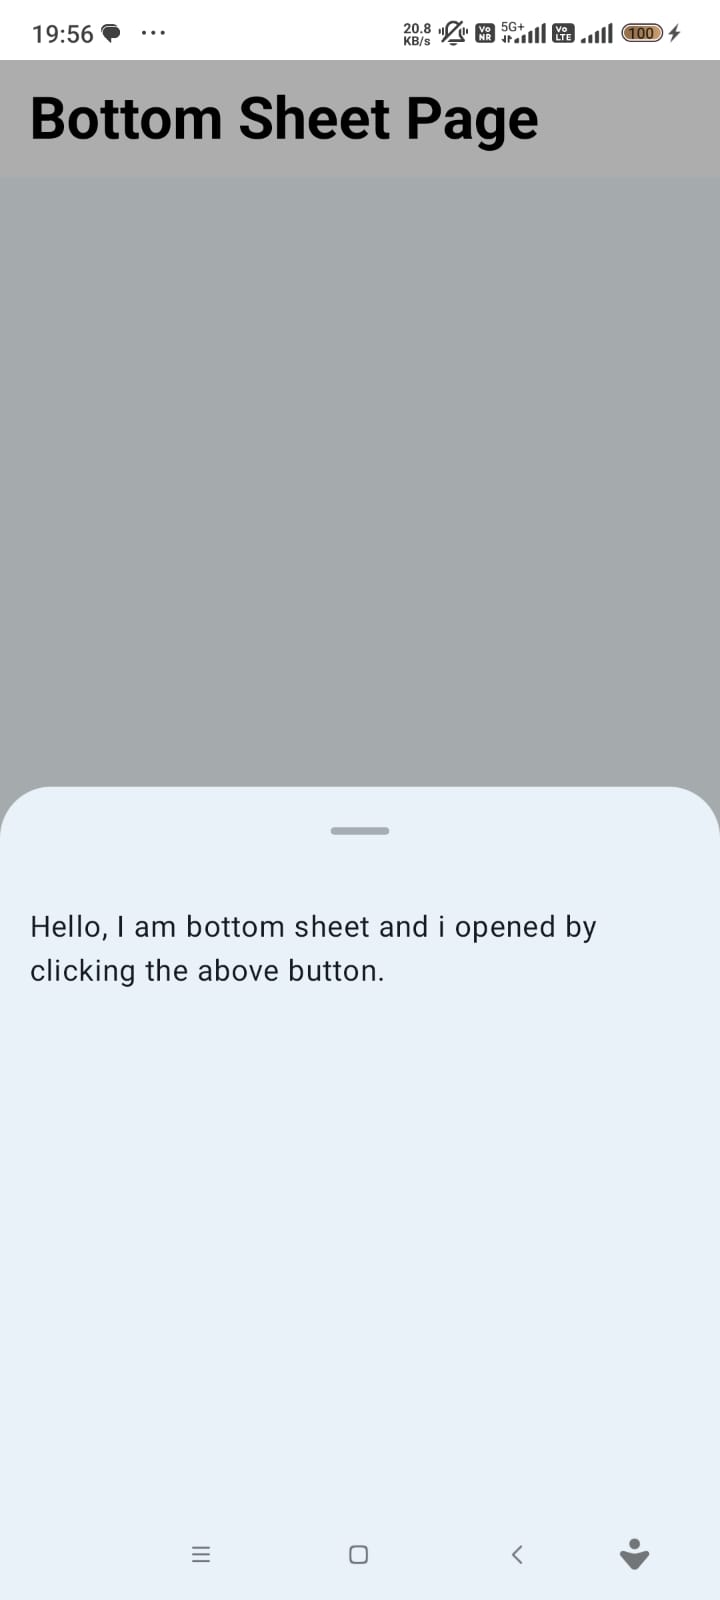 19:56 ...
20.8
KB/s
Vo
NR
5G+
Vo
LTE
100
Bottom Sheet Page
Hello, I am bottom sheet and i opened by
clicking the above button.